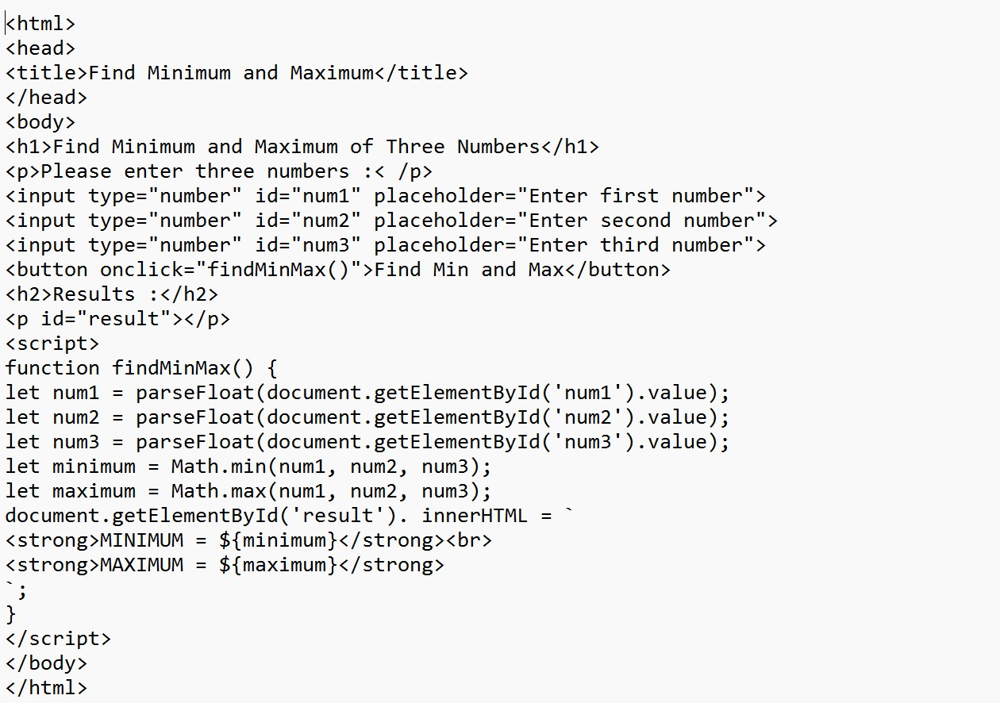 <html>
<head>
<title>Find Minimum and Maximum</title>
</head>
<body>
<h1>Find Minimum and Maximum of Three Numbers</h1>
<p>Please enter three numbers :< /p>
<input type="number" id="num1" placeholder="Enter first number">
<input type="number" id="num2" placeholder="Enter second number">
<input type="number" id="num3" placeholder="Enter third number">
<button onclick="findMinMax()">Find Min and Max</button>
<h2>Results :</h2>
<p id="result"></p>
<script>
function findMinMax() {
let num1 = parseFloat(document.getElementById('num1').value);
let num2 = parseFloat(document.getElementById('num2').value);
let num3 = parseFloat(document.getElementById('num3').value);
let minimum = Math.min(num1, num2, num3);
let maximum = Math.max(num1, num2, num3);
document.getElementById('result'). innerHTML = `
<strong>MINIMUM = ${minimum}</strong><br>
<strong>MAXIMUM = ${maximum}</strong>
`;
}
</script>
</body>
</html>